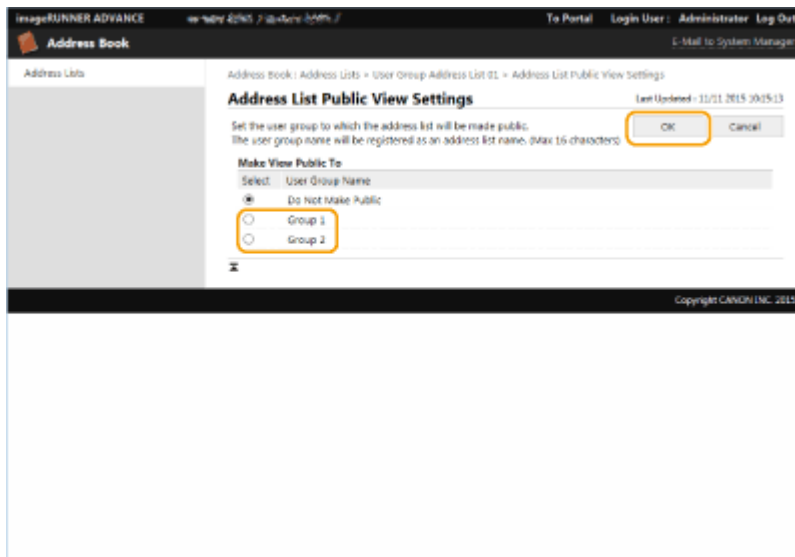 imageRUNNER ADVANCE
To Portal Login User : Administrator Log Out
Address Book
E-Mail to System Manager
Address Lists
Address Book : Address Lists > User Group Address List 01 > Address List Public View Settings
Address List Public View Settings
Last Updated : 11/11 2015 10:15:13
Set the user group to which the address list will be made public.
The user group name will be registered as an address list name. (Max 16 characters)
OK Cancel
Make View Public To
Select User Group Name
Do Not Make Public
Group 1
Group 2
Copyright CANON INC. 2015